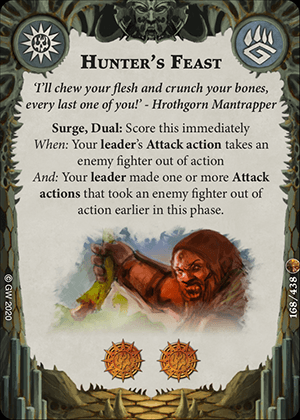 HUNTER'S FEAST
'I'll chew your flesh and crunch your bones,
every last one of you!' - Hrothgorn Mantrapper
Surge, Dual: Score this immediately
When: Your leader's Attack action takes an
enemy fighter out of action
And: Your leader made one or more Attack
actions that took an enemy fighter out of
action earlier in this phase.
© GW 2020
168/438